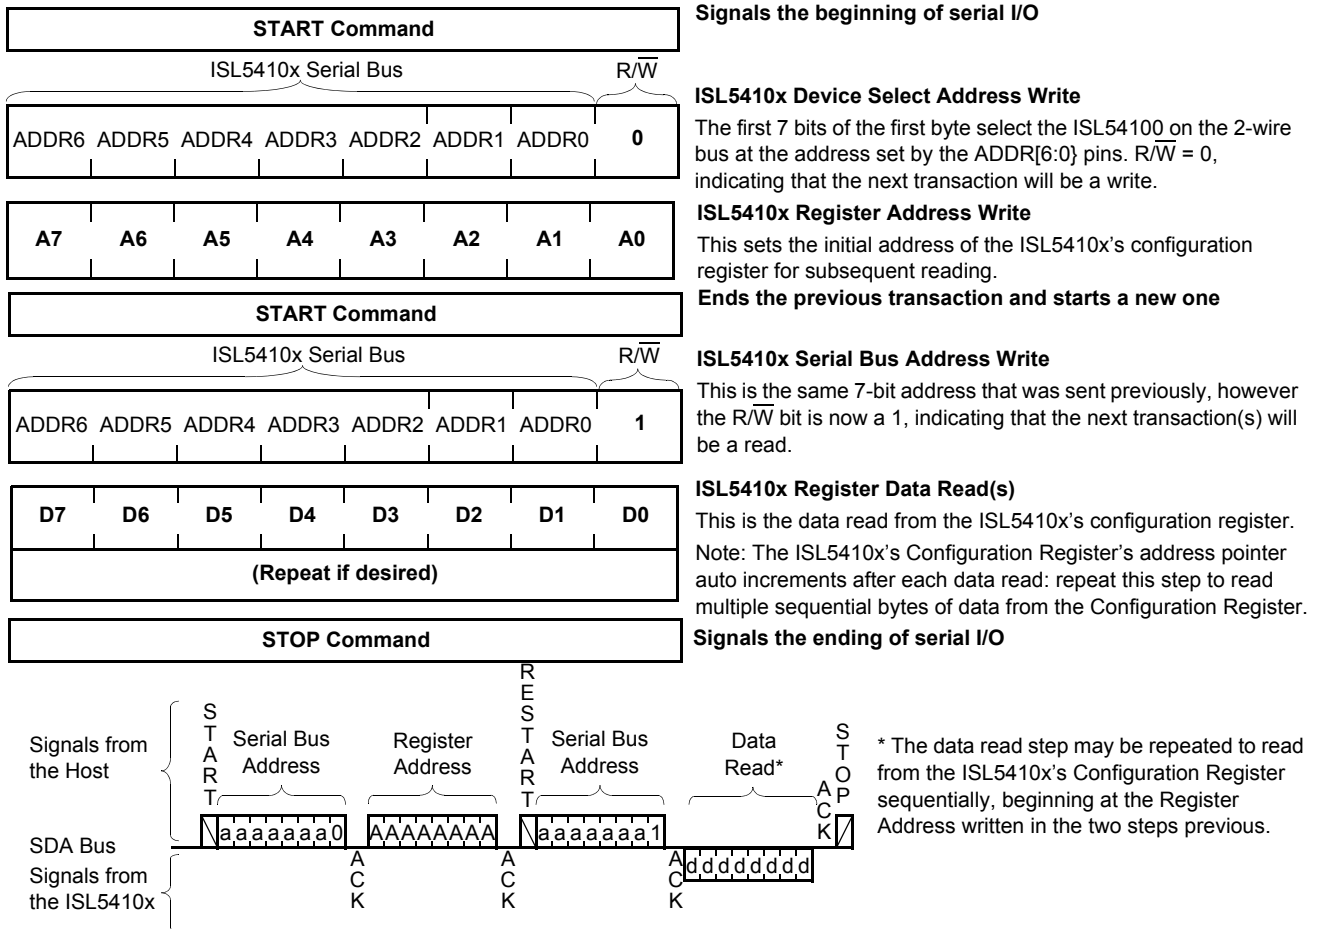 START Command
Signals the beginning of serial I/O
ISL5410x Serial Bus R/W̅
ADDR6 ADDR5 ADDR4 ADDR3 ADDR2 ADDR1 ADDR0 0
ISL5410x Device Select Address Write
The first 7 bits of the first byte select the ISL54100 on the 2-wire
bus at the address set by the ADDR[6:0} pins. R/W̅ = 0,
indicating that the next transaction will be a write.
A7 A6 A5 A4 A3 A2 A1 A0
ISL5410x Register Address Write
This sets the initial address of the ISL5410x's configuration
register for subsequent reading.
START Command
Ends the previous transaction and starts a new one
ISL5410x Serial Bus R/W̅
ADDR6 ADDR5 ADDR4 ADDR3 ADDR2 ADDR1 ADDR0 1
ISL5410x Serial Bus Address Write
This is the same 7-bit address that was sent previously, however
the R/W̅ bit is now a 1, indicating that the next transaction(s) will
be a read.
D7 D6 D5 D4 D3 D2 D1 D0
(Repeat if desired)
ISL5410x Register Data Read(s)
This is the data read from the ISL5410x's configuration register.
Note: The ISL5410x's Configuration Register's address pointer
auto increments after each data read: repeat this step to read
multiple sequential bytes of data from the Configuration Register.
STOP Command
Signals the ending of serial I/O
Signals from
the Host
START
Serial Bus
Address
Register
Address
RESTART
Serial Bus
Address
Data
Read*
ACK
STOP
aaaaaaa0 AAAAAAAA aaaaaaa1
SDA Bus
Signals from
the ISL5410x
ACK
ACK
ACK
dddddddd
* The data read step may be repeated to read
from the ISL5410x's Configuration Register
sequentially, beginning at the Register
Address written in the two steps previous.